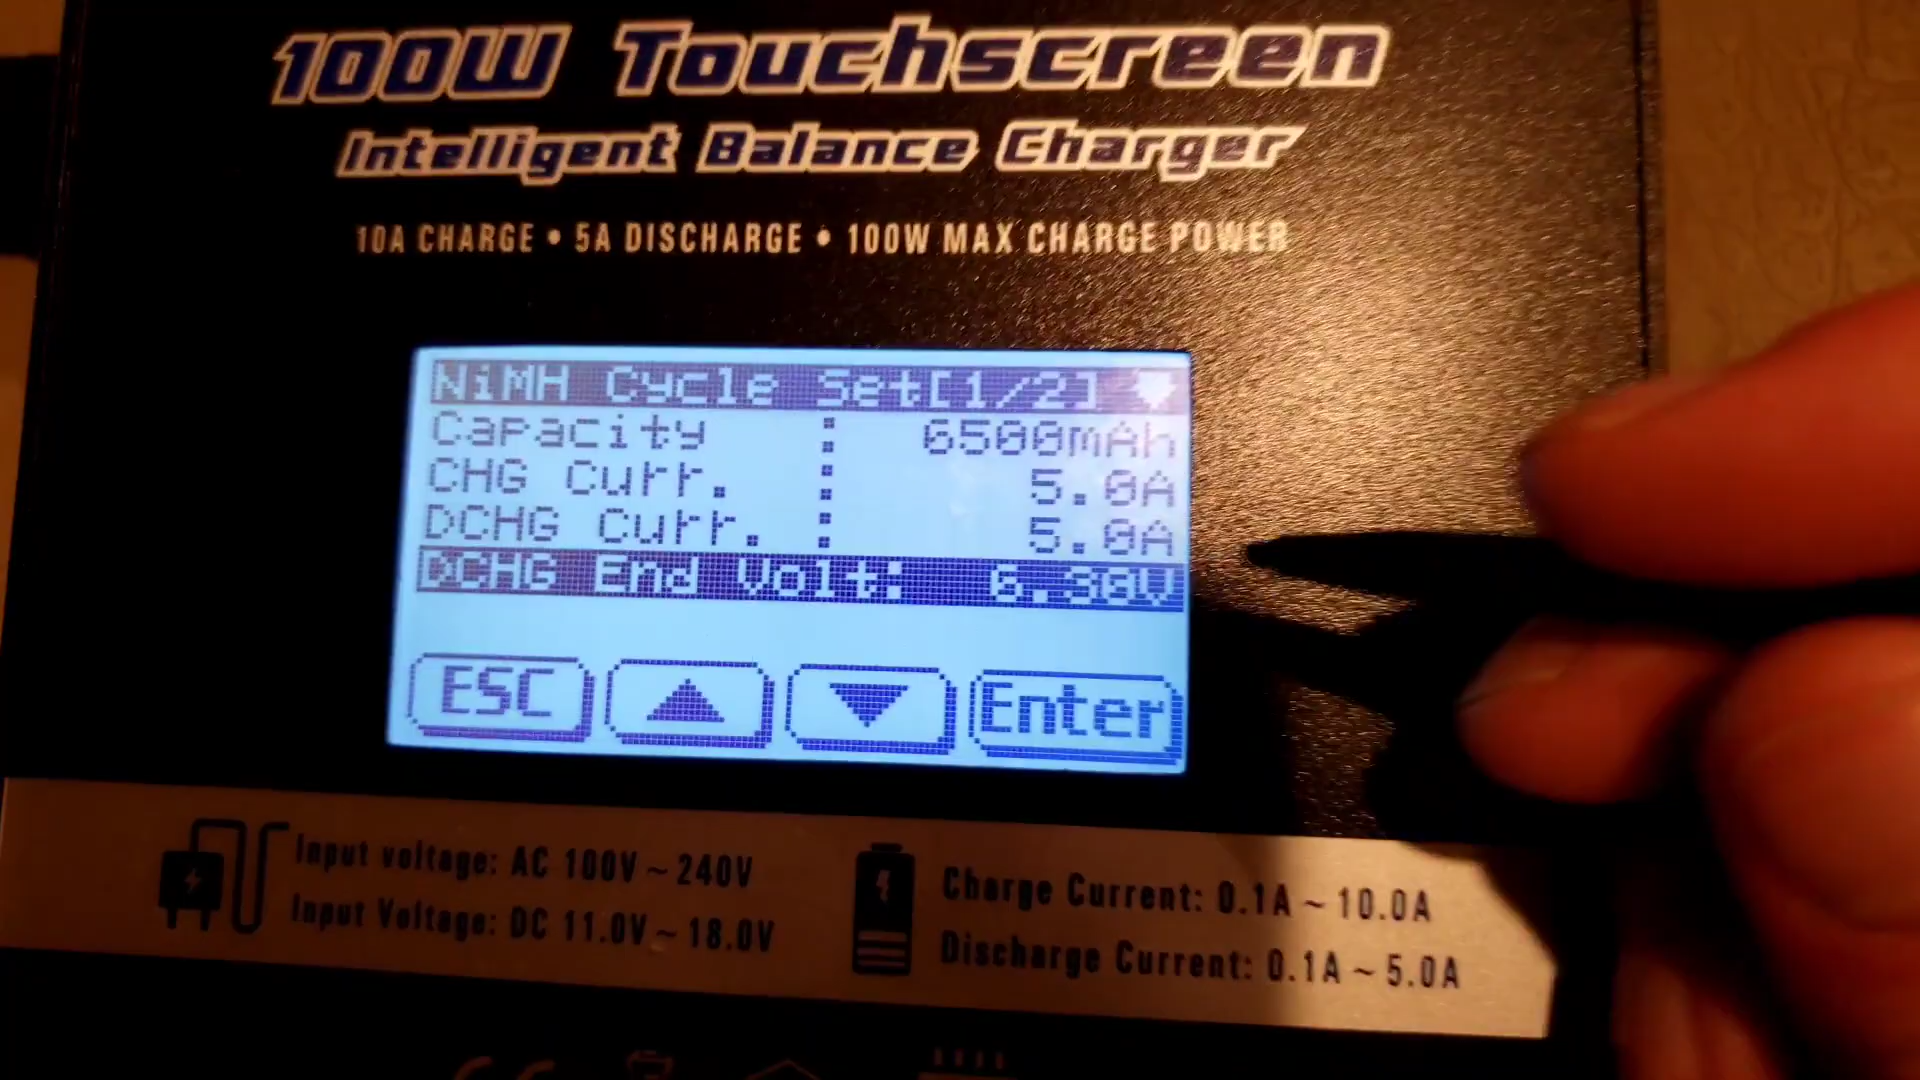 100W Touchscreen
Intelligent Balance Charger
10A CHARGE • 5A DISCHARGE • 100W MAX CHARGE POWER
NiMH Cycle Set[1/2]
Capacity : 6500mAh
CHG Curr. : 5.0A
DCHG Curr. : 5.0A
DCHG End Volt:
ESC
Enter
Input voltage: AC 100V ~ 240V
Input Voltage: DC 11.0V ~ 18.0V
Charge Current: 0.1A ~ 10.0A
Discharge Current: 0.1A ~ 5.0A